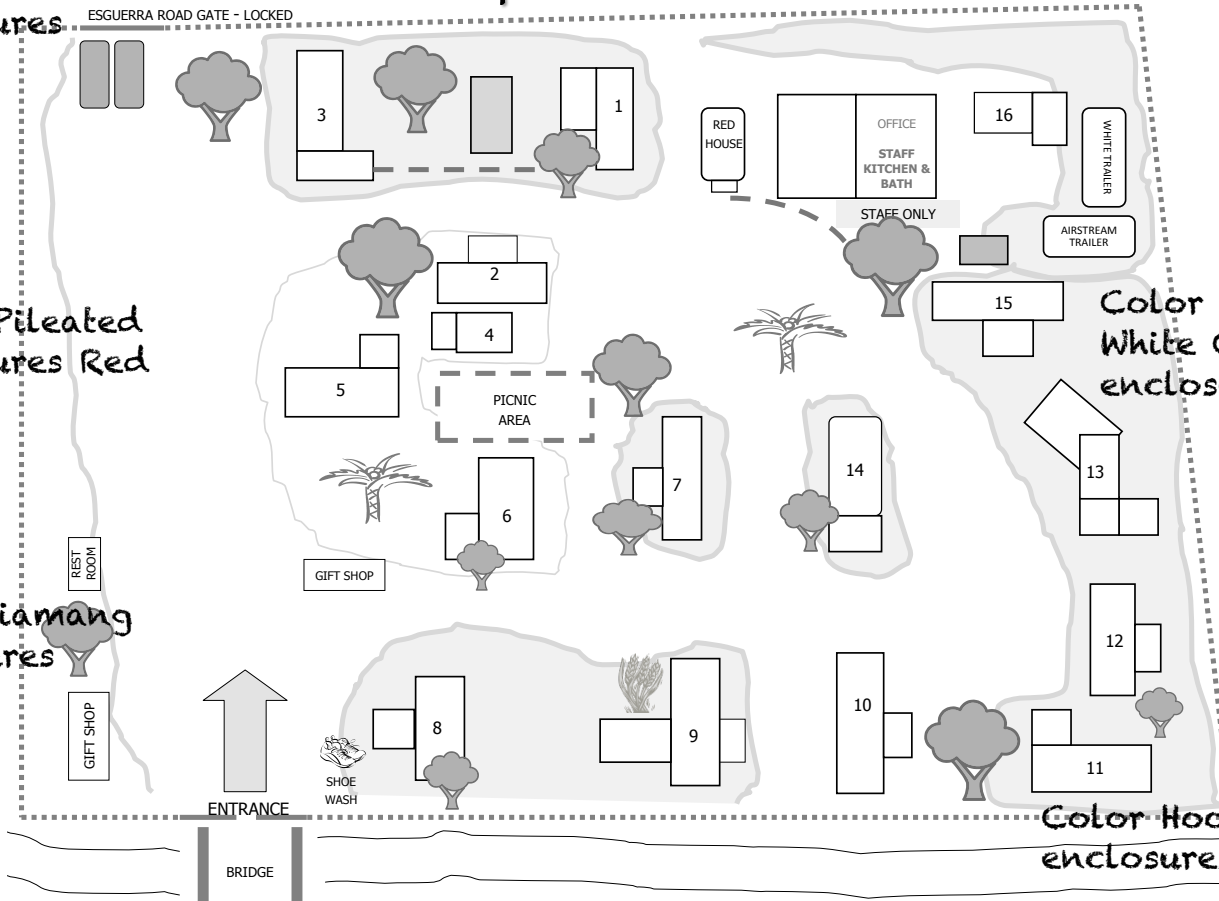 ures
ESGUERRA ROAD GATE - LOCKED
3
1
RED
HOUSE
OFFICE
STAFF
KITCHEN &
BATH
STAFF ONLY
16
WHITE TRAILER
AIRSTREAM
TRAILER
2
4
5
PICNIC
AREA
15
Pileated
ures Red
Color
White
enclos
13
14
7
6
REST
ROOM
GIFT SHOP
iamang
res
12
GIFT SHOP
8
9
10
11
SHOE
WASH
ENTRANCE
BRIDGE
Color Hoo
enclosure